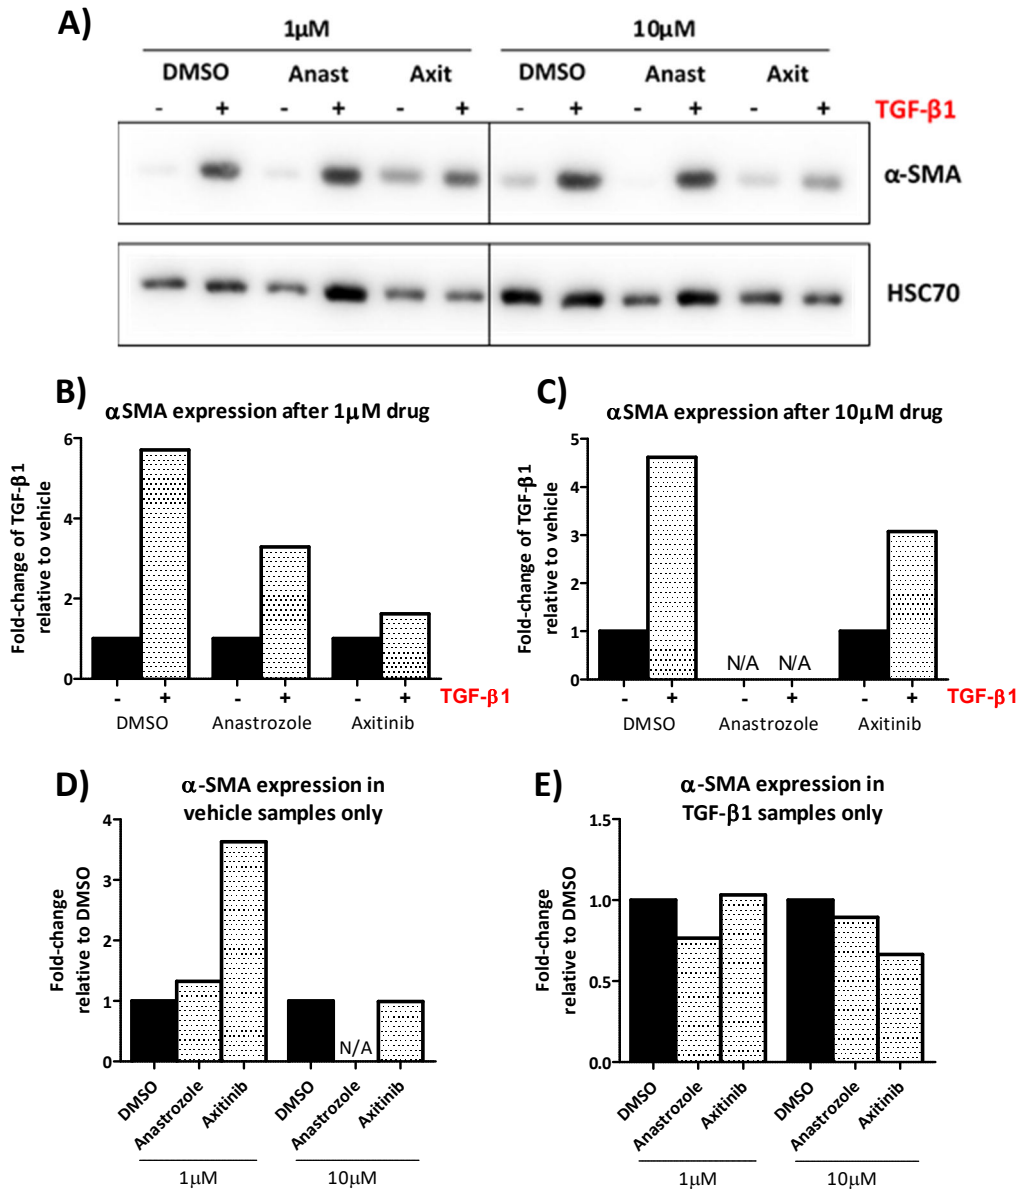 A)
1μM 10μM
DMSO Anast Axit DMSO Anast Axit
- + - + - + - + - + - + TGF-β1
α-SMA
HSC70
B)
αSMA expression after 1μM drug
Fold-change of TGF-β1
relative to vehicle
6
4
2
0
- + - + - + TGF-β1
DMSO Anastrozole Axitinib
C)
αSMA expression after 10μM drug
Fold-change of TGF-β1
relative to vehicle
5
4
3
2
1
0
N/A N/A
- + - + - + TGF-β1
DMSO Anastrozole Axitinib
D)
α-SMA expression in
vehicle samples only
Fold-change
relative to DMSO
4
3
2
1
0
N/A
DMSO Anastrozole Axitinib DMSO Anastrozole Axitinib
1μM 10μM
E)
α-SMA expression in
TGF-β1 samples only
Fold-change
relative to DMSO
1.5
1.0
0.5
0.0
DMSO Anastrozole Axitinib DMSO Anastrozole Axitinib
1μM 10μM